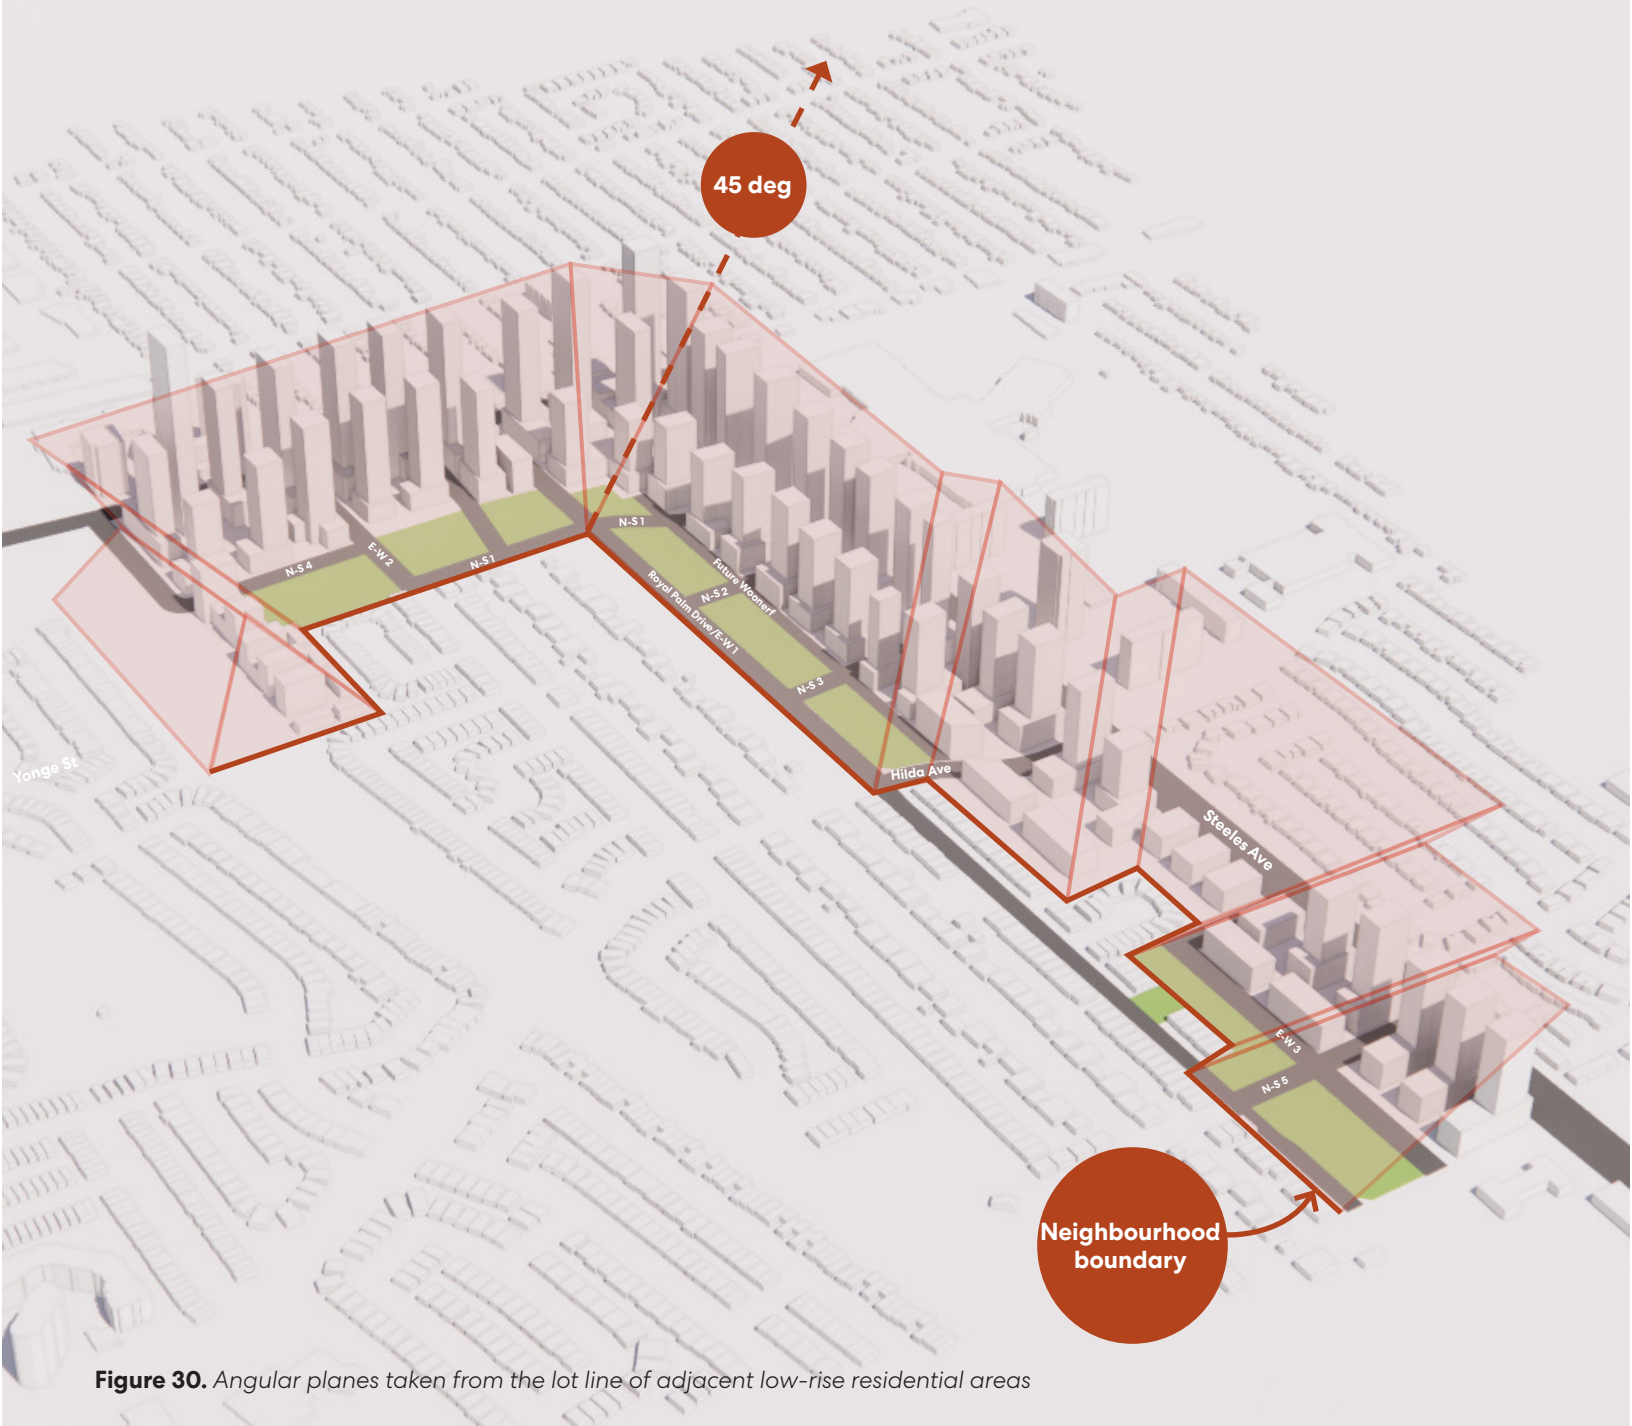 45 deg
N-S 1
N-S 4
E-W 2
N-S 1
Future Woonerf
N-S 2
Royal Palm Drive/E-W 1
N-S 3
Yonge St
Hilda Ave
Steeles Ave
E-W 3
N-S 5
Neighbourhood
boundary
Figure 30. Angular planes taken from the lot line of adjacent low-rise residential areas